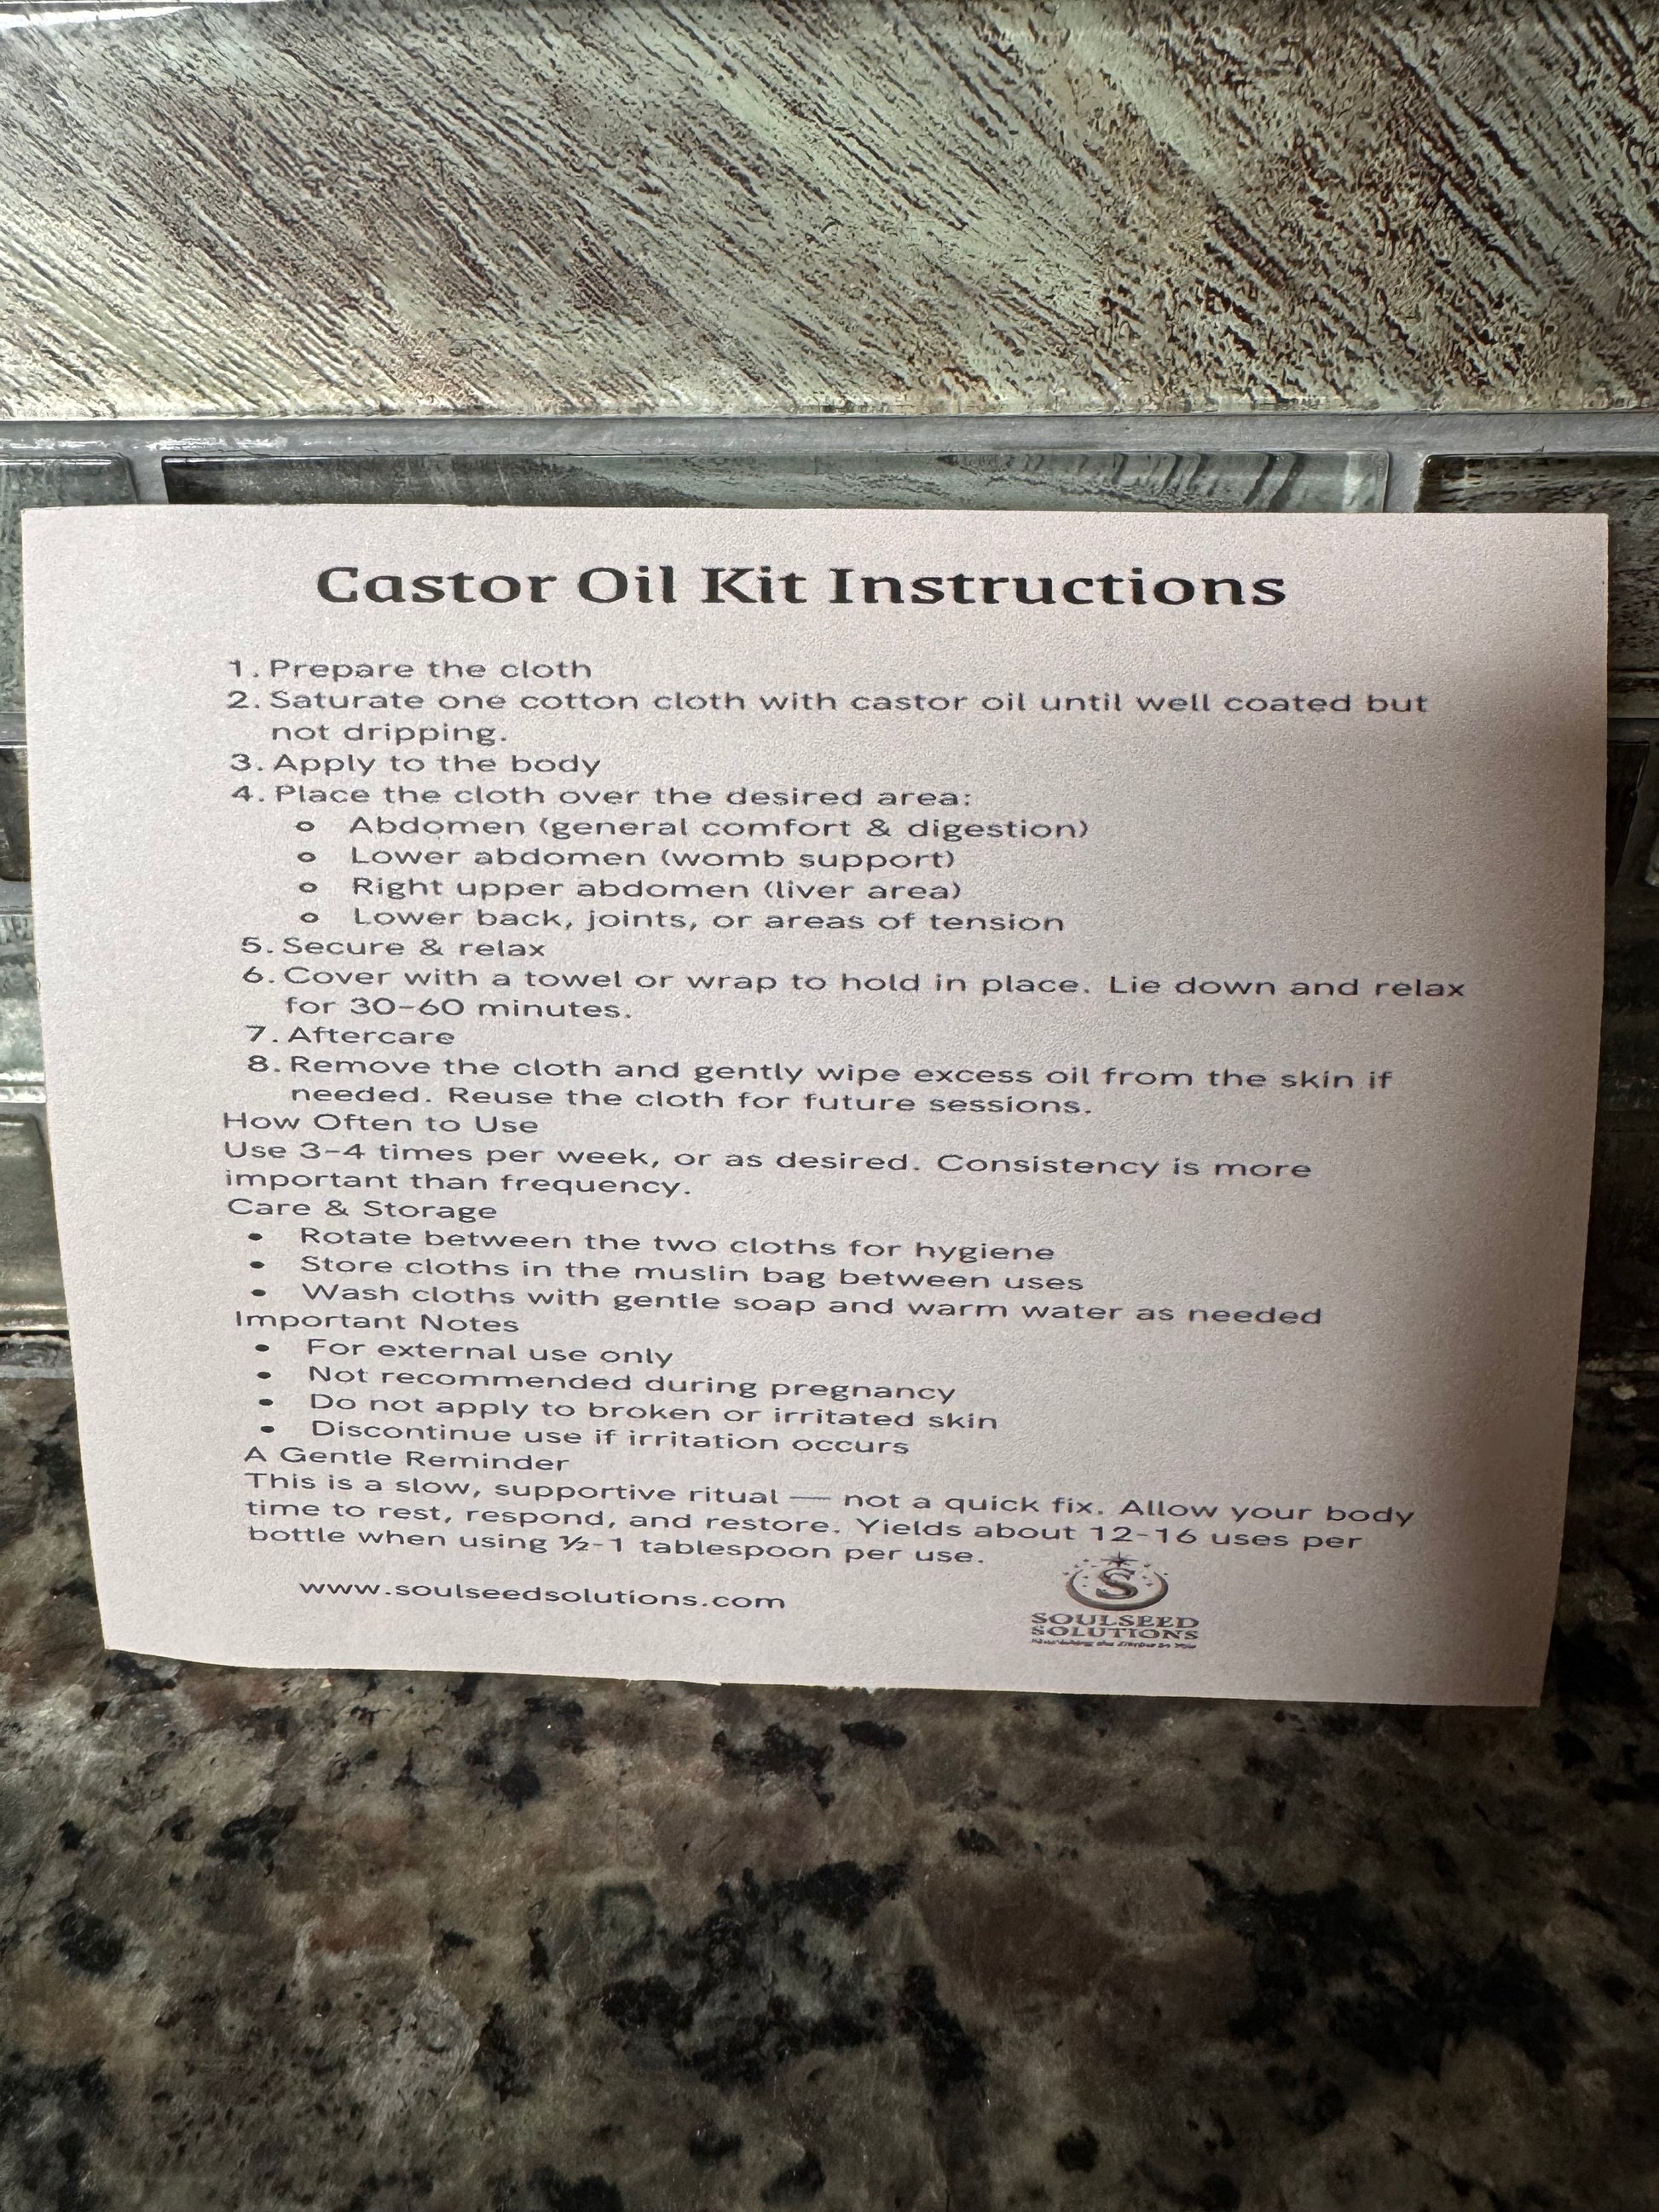 Castor Oil Kit Instructions
1. Prepare the cloth
2. Saturate one cotton cloth with castor oil until well coated but
not dripping.
3. Apply to the body
4. Place the cloth over the desired area:
Abdomen (general comfort & digestion)
Lower abdomen (womb support)
Right upper abdomen (liver area)
Lower back, joints, or areas of tension
5. Secure & relax
6. Cover with a towel or wrap to hold in place. Lie down and relax
for 30-60 minutes.
7. Aftercare
8. Remove the cloth and gently wipe excess oil from the skin if
needed. Reuse the cloth for future sessions.
How Often to Use
Use 3-4 times per week, or as desired. Consistency is more
important than frequency.
Care & Storage
• Rotate between the two cloths for hygiene
• Store cloths in the muslin bag between uses
• Wash cloths with gentle soap and warm water as needed
Important Notes
• For external use only
• Not recommended during pregnancy
• Do not apply to broken or irritated skin
• Discontinue use if irritation occurs
A Gentle Reminder
This is a slow, supportive ritual — not a quick fix. Allow your body
time to rest, respond, and restore. Yields about 12-16 uses per
bottle when using ½-1 tablespoon per use.
www.soulseedsolutions.com
S
SOULSEED
SOLUTIONS